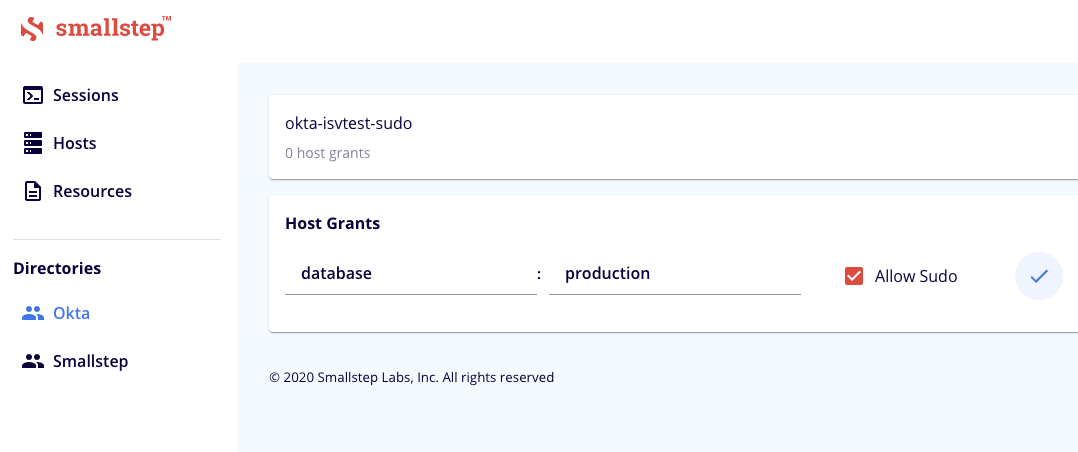 smallstep™
Sessions
Hosts
Resources
Directories
Okta
Smallstep
okta-isvtest-sudo
0 host grants
Host Grants
database : production Allow Sudo
© 2020 Smallstep Labs, Inc. All rights reserved